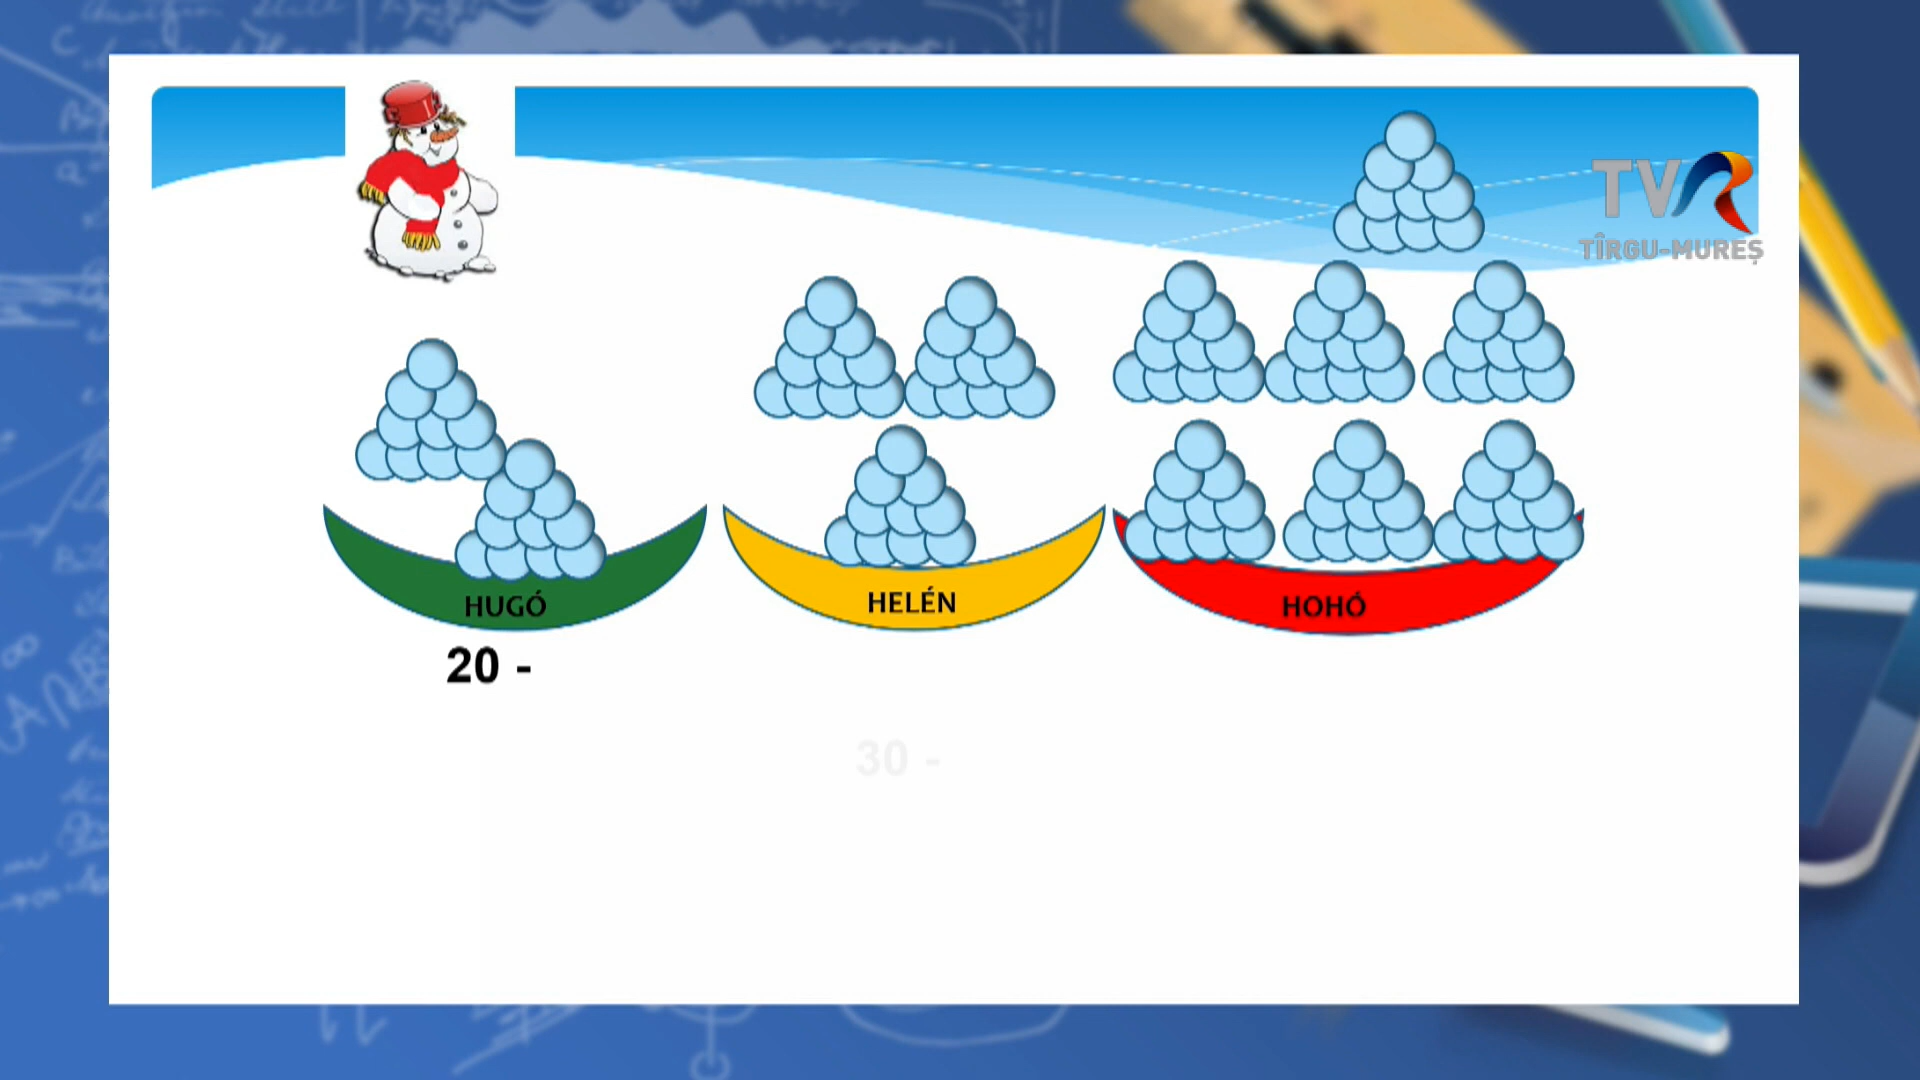 TVR
TÎRGU-MUREȘ
HUGÓ
HELÉN
HOHÓ
20 -
30 -